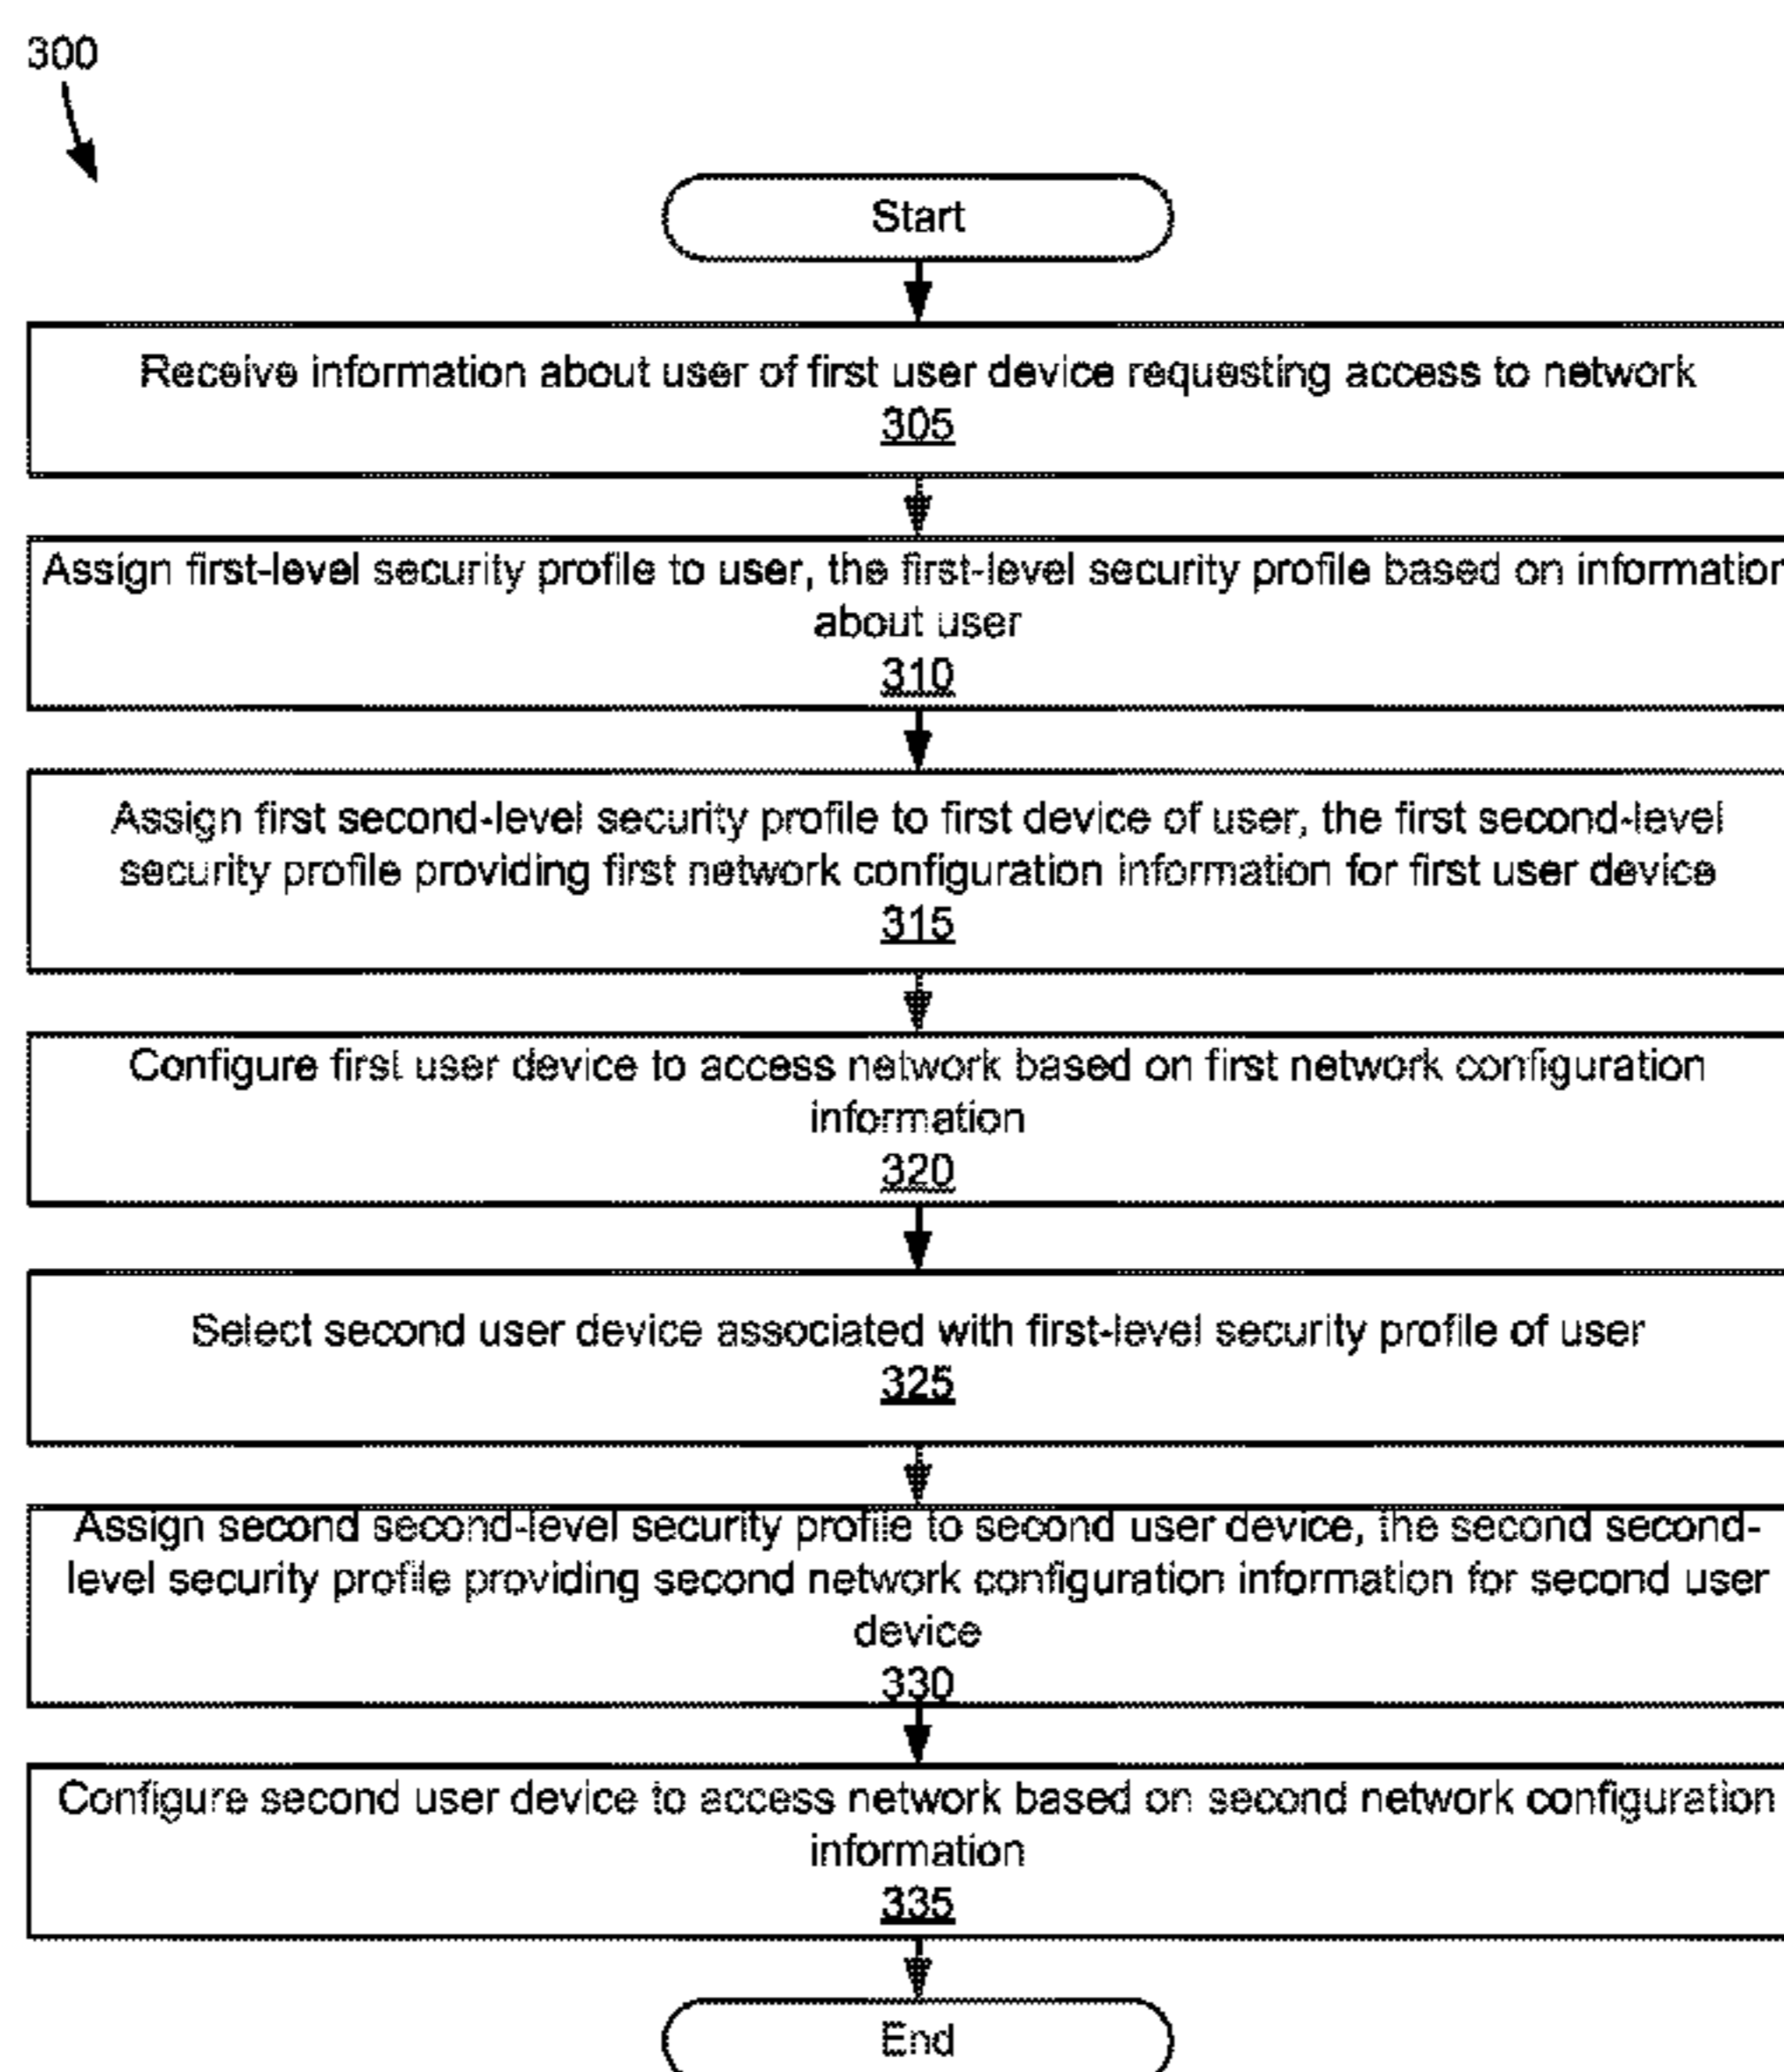 300
Start
Receive information about user of first user device requesting access to network
305
Assign first-level security profile to user, the first-level security profile based on information
about user
310
Assign first second-level security profile to first device of user, the first second-level
security profile providing first network configuration information for first user device
315
Configure first user device to access network based on first network configuration
information
320
Select second user device associated with first-level security profile of user
325
Assign second second-level security profile to second user device, the second second-
level security profile providing second network configuration information for second user
device
330
Configure second user device to access network based on second network configuration
information
335
End